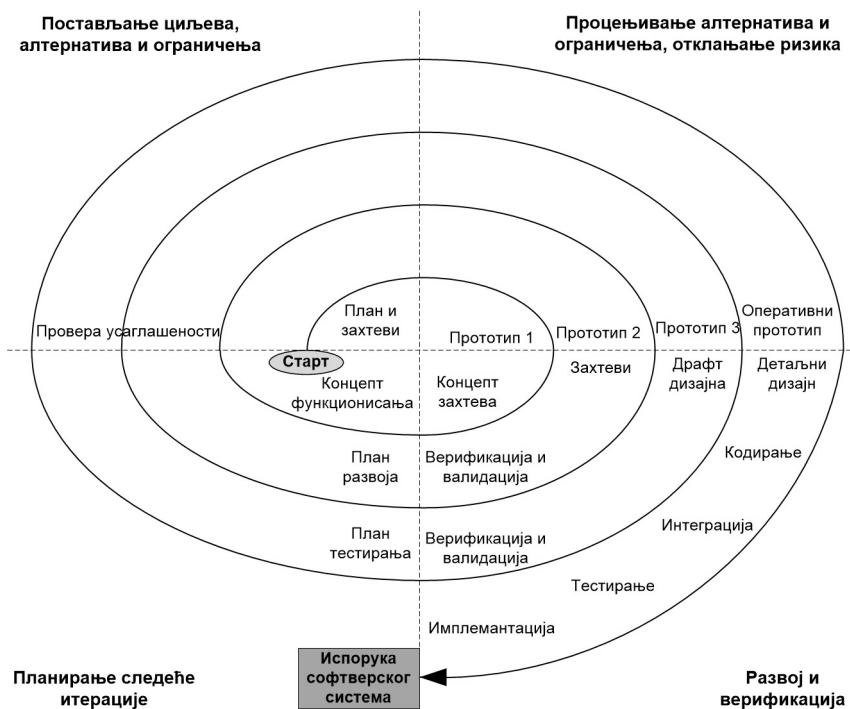 Постављање циљева,
алтернатива и ограничења
Процењивање алтернатива и
ограничења, отклањање ризика
План и
захтеви
Провера усаглашености
Прототип 1
Прототип 2
Прототип 3
Оперативни
прототип
Старт
Концепт
функционисања
Концепт
захтева
Захтеви
Драфт
дизајна
Детаљни
дизајн
План
развоја
Верификација и
валидација
Кодирање
План
тестирања
Верификација и
валидација
Интеграција
Тестирање
Имплемантација
Испорука
софтверског
система
Планирање следеће
итерације
Развој и
верификација